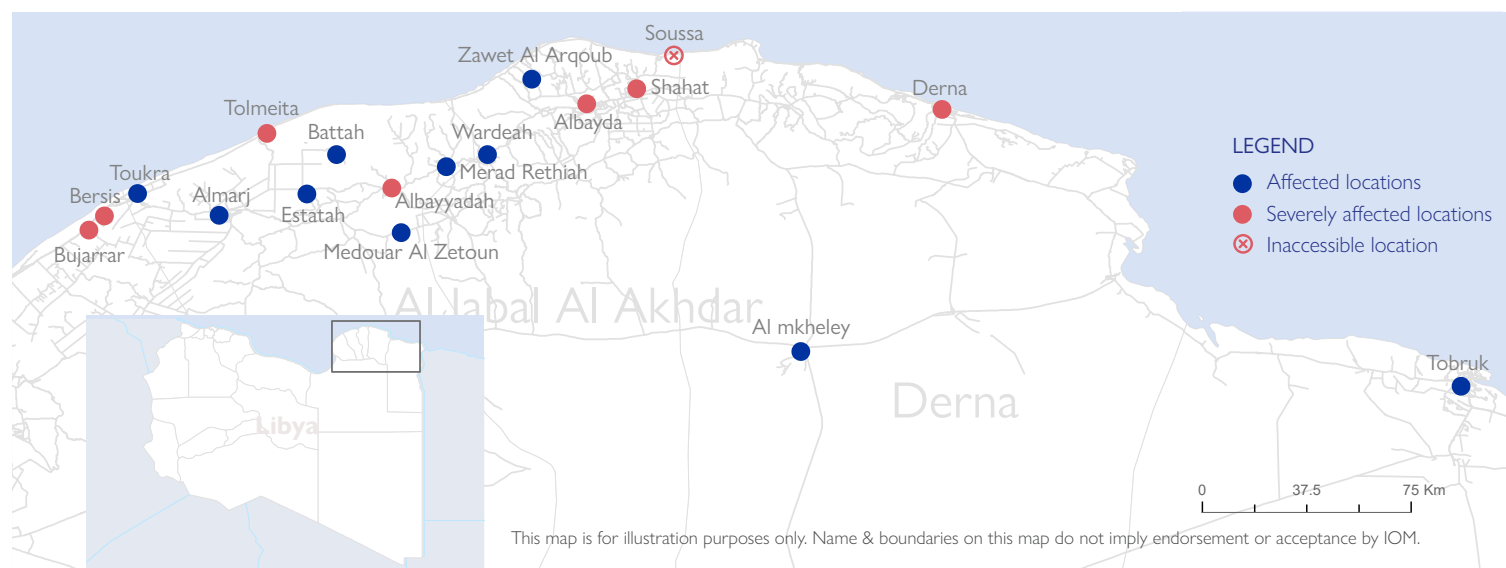 Soussa
Zawet Al Arqoub
Shahat
Derna
Tolmeita
Albayda
Battah
Wardeah
LEGEND
Toukra
Merad Rethiah
Affected locations
Bersis
Almarj
Albayyadah
Estatah
Severely affected locations
Bujarrar
Medouar Al Zetoun
Inaccessible location
Al Jabal Al Akhdar
Al mkheley
Tobruk
Derna
Libya
0 37.5 75 Km
This map is for illustration purposes only. Name & boundaries on this map do not imply endorsement or acceptance by IOM.